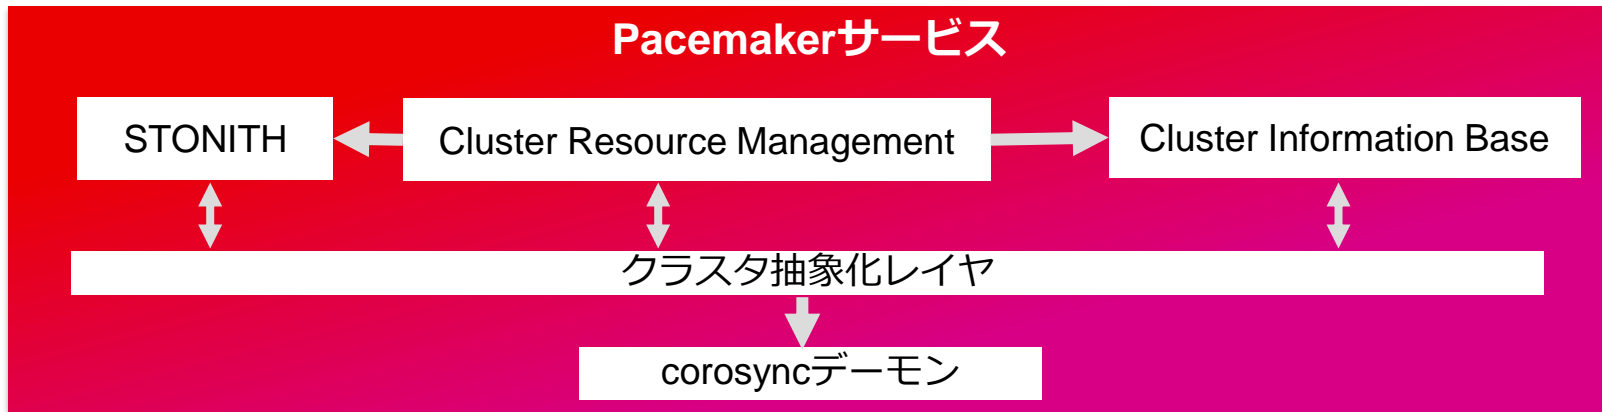 Pacemakerサービス
STONITH
Cluster Resource Management
Cluster Information Base
クラスタ抽象化レイヤ
corosyncデーモン